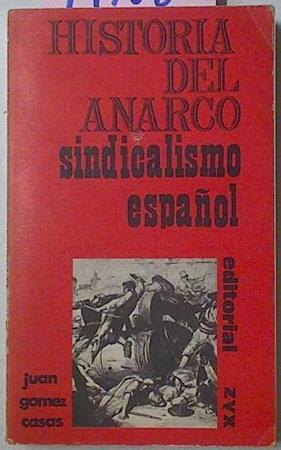 HISTORIA
DEL
ANARCO
sindicalismo
español
editorial ZYX
juan
gomez
casas